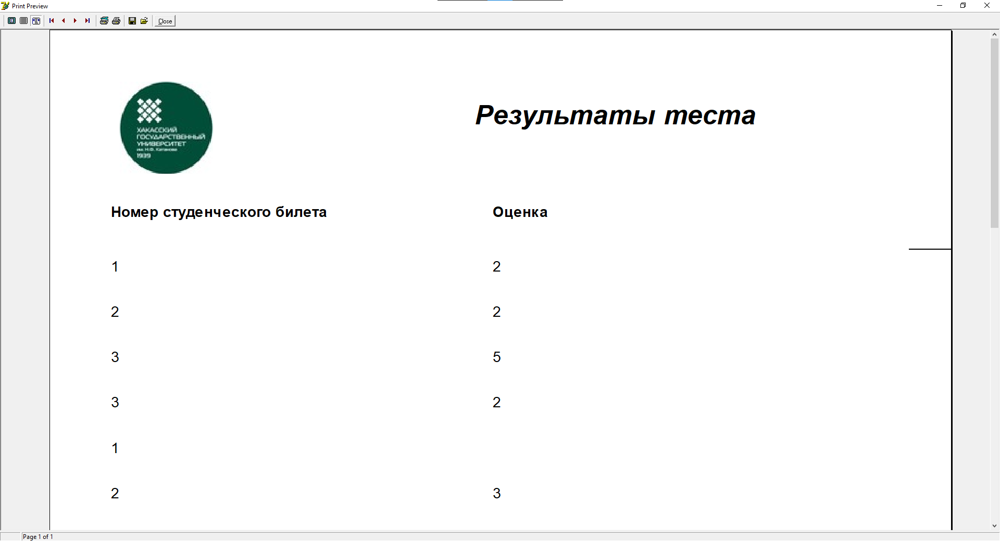 Print Preview
Close
ХАКАССКИЙ
ГОСУДАРСТВЕННЫЙ
УНИВЕРСИТЕТ
им. Н.Ф. Катанова
1939
Результаты теста
Номер студенческого билета Оценка
1 2
2 2
3 5
3 2
1
2 3
Page 1 of 1